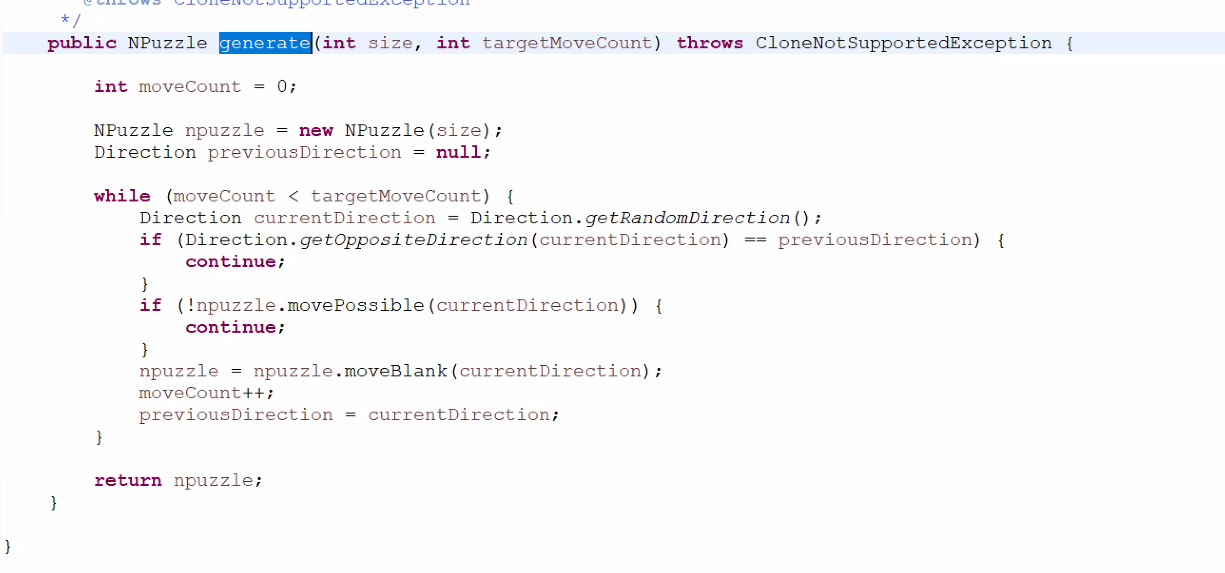 @throws CloneNotSupportedException
*/
public NPuzzle generate(int size, int targetMoveCount) throws CloneNotSupportedException {
int moveCount = 0;
NPuzzle npuzzle = new NPuzzle(size);
Direction previousDirection = null;
while (moveCount < targetMoveCount) {
Direction currentDirection = Direction.getRandomDirection();
if (Direction.getOppositeDirection(currentDirection) == previousDirection) {
continue;
}
if (!npuzzle.movePossible(currentDirection)) {
continue;
}
npuzzle = npuzzle.moveBlank(currentDirection);
moveCount++;
previousDirection = currentDirection;
}
return npuzzle;
}
}